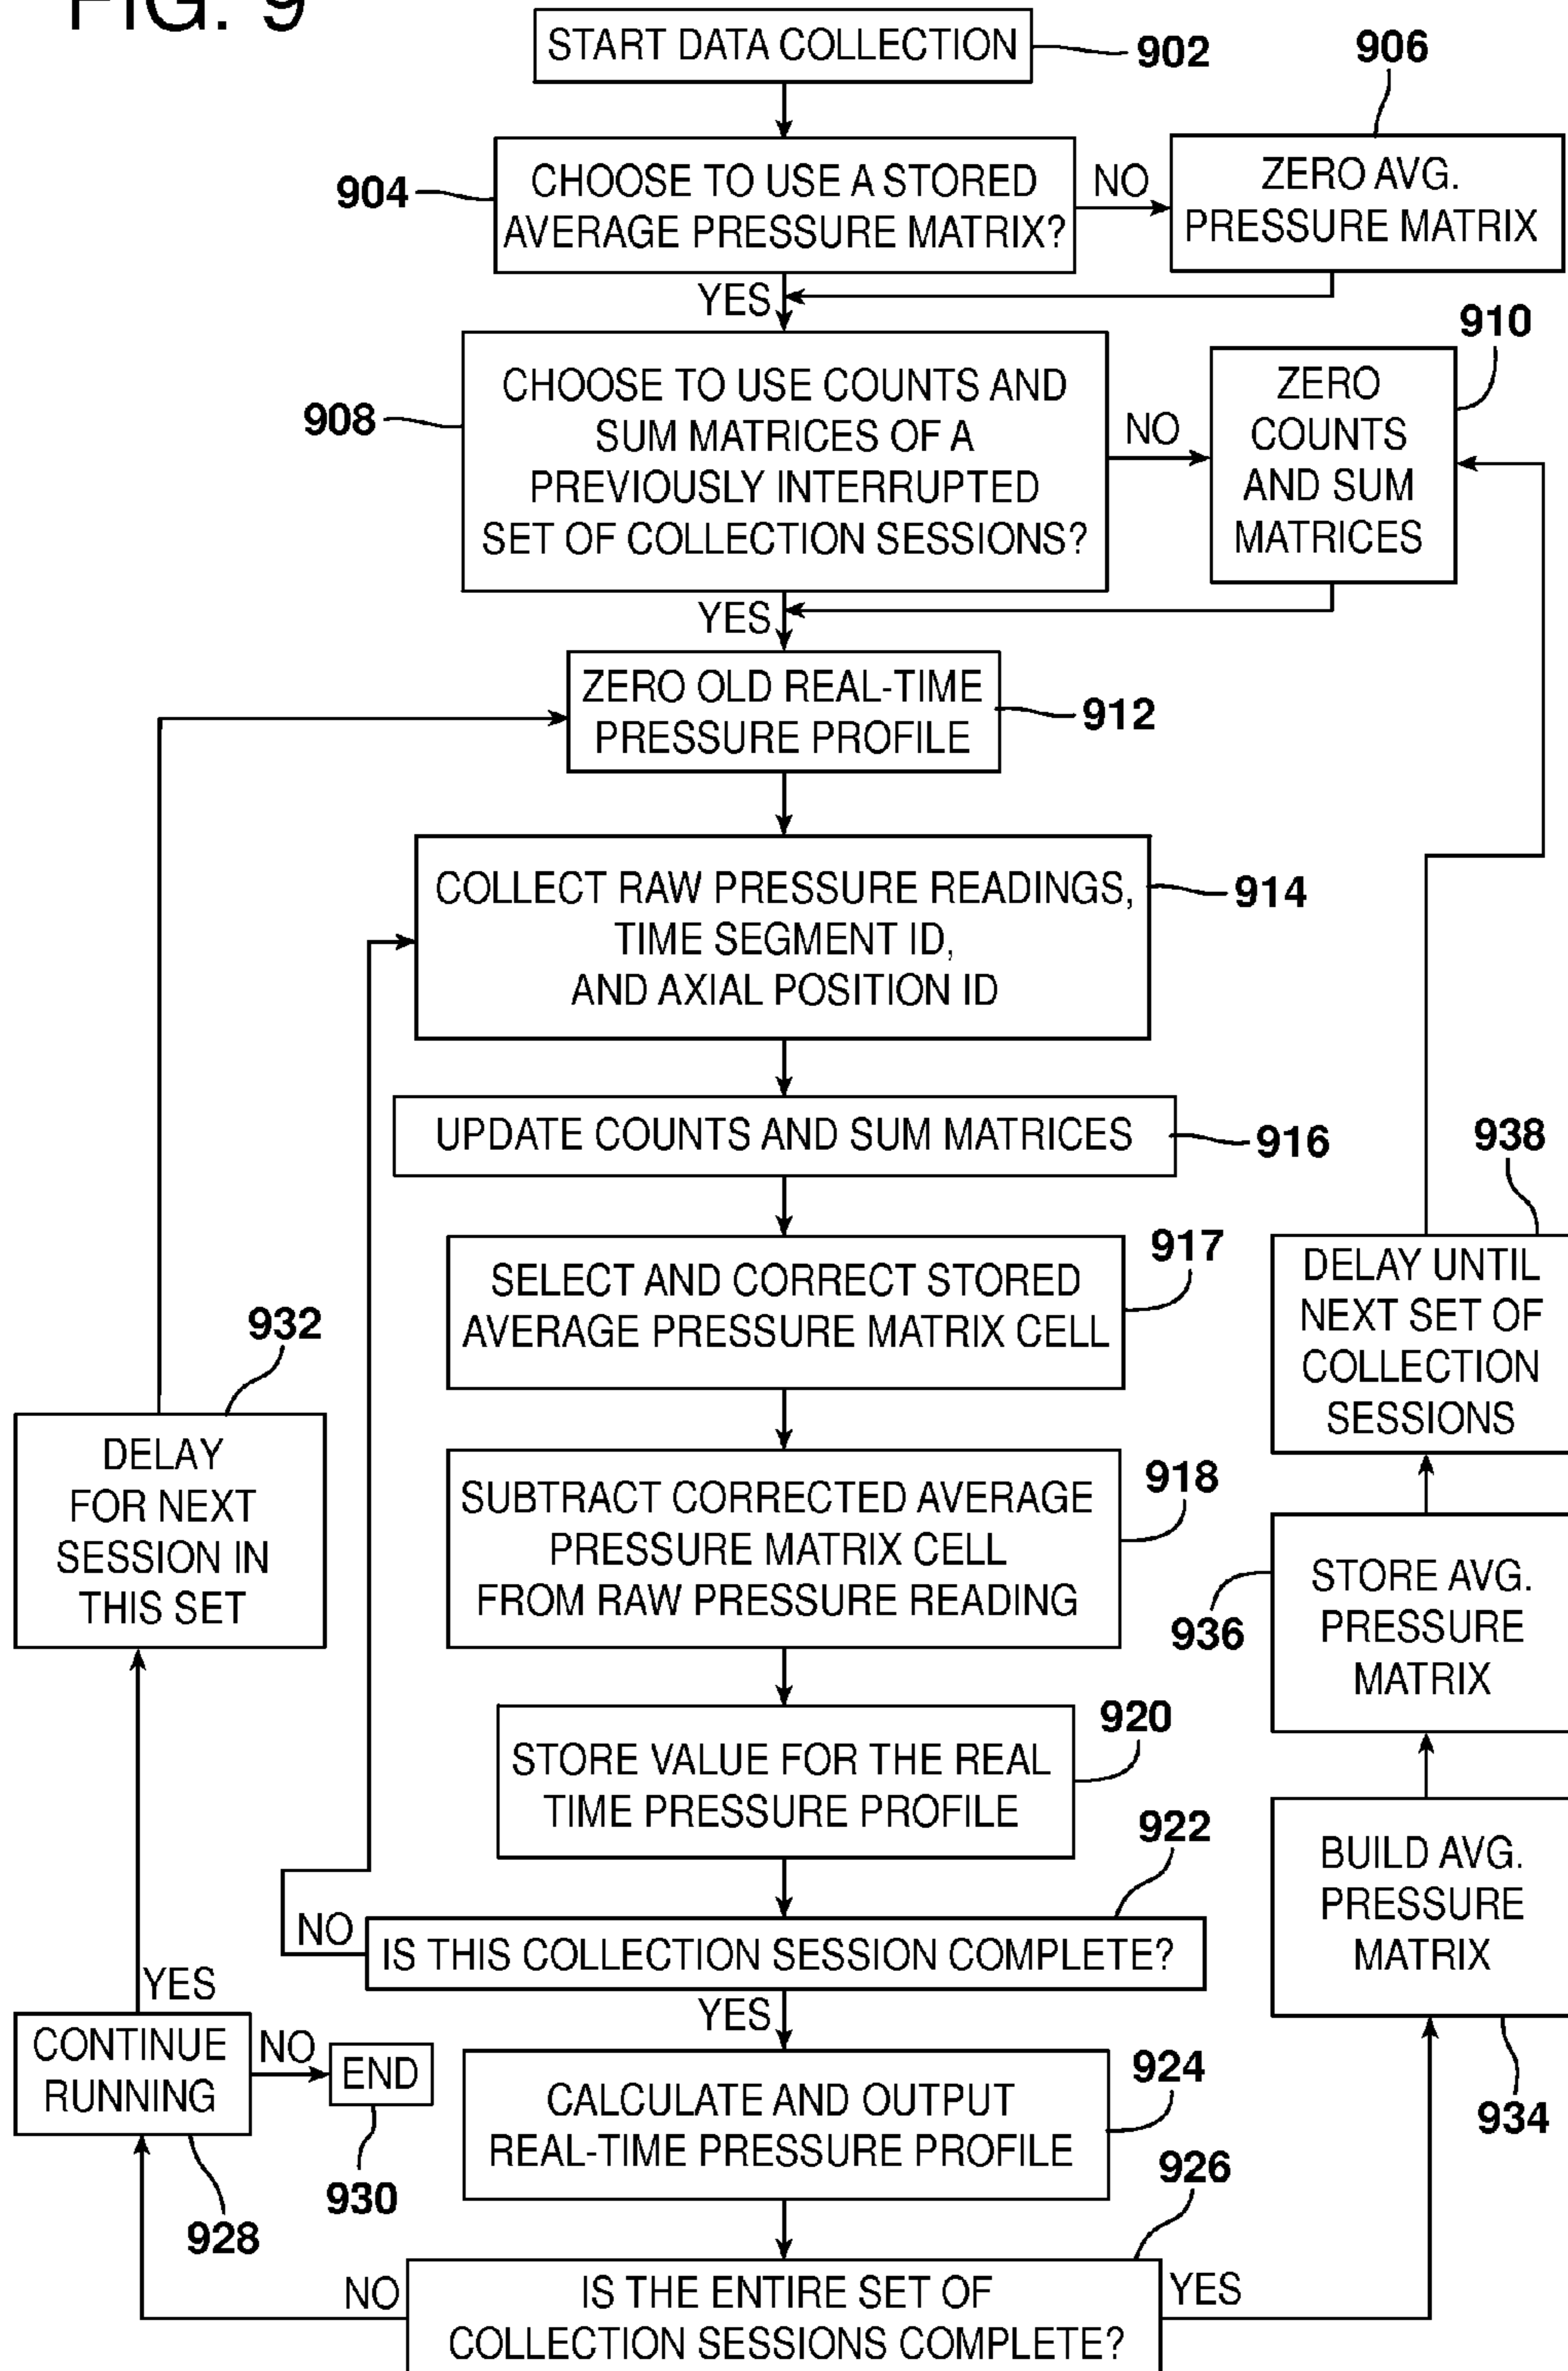 FIG. 9
START DATA COLLECTION
902
906
904
CHOOSE TO USE A STORED
AVERAGE PRESSURE MATRIX?
NO
ZERO AVG.
PRESSURE MATRIX
YES
910
908
CHOOSE TO USE COUNTS AND
SUM MATRICES OF A
PREVIOUSLY INTERRUPTED
SET OF COLLECTION SESSIONS?
NO
ZERO
COUNTS
AND SUM
MATRICES
YES
ZERO OLD REAL-TIME
PRESSURE PROFILE
912
COLLECT RAW PRESSURE READINGS,
TIME SEGMENT ID,
AND AXIAL POSITION ID
914
UPDATE COUNTS AND SUM MATRICES
916
938
917
SELECT AND CORRECT STORED
AVERAGE PRESSURE MATRIX CELL
DELAY UNTIL
NEXT SET OF
COLLECTION
SESSIONS
932
DELAY
FOR NEXT
SESSION IN
THIS SET
918
SUBTRACT CORRECTED AVERAGE
PRESSURE MATRIX CELL
FROM RAW PRESSURE READING
936
STORE AVG.
PRESSURE
MATRIX
920
STORE VALUE FOR THE REAL
TIME PRESSURE PROFILE
922
BUILD AVG.
PRESSURE
MATRIX
NO
IS THIS COLLECTION SESSION COMPLETE?
YES
YES
CONTINUE
RUNNING
NO
END
924
CALCULATE AND OUTPUT
REAL-TIME PRESSURE PROFILE
934
926
930
928
NO
IS THE ENTIRE SET OF
COLLECTION SESSIONS COMPLETE?
YES